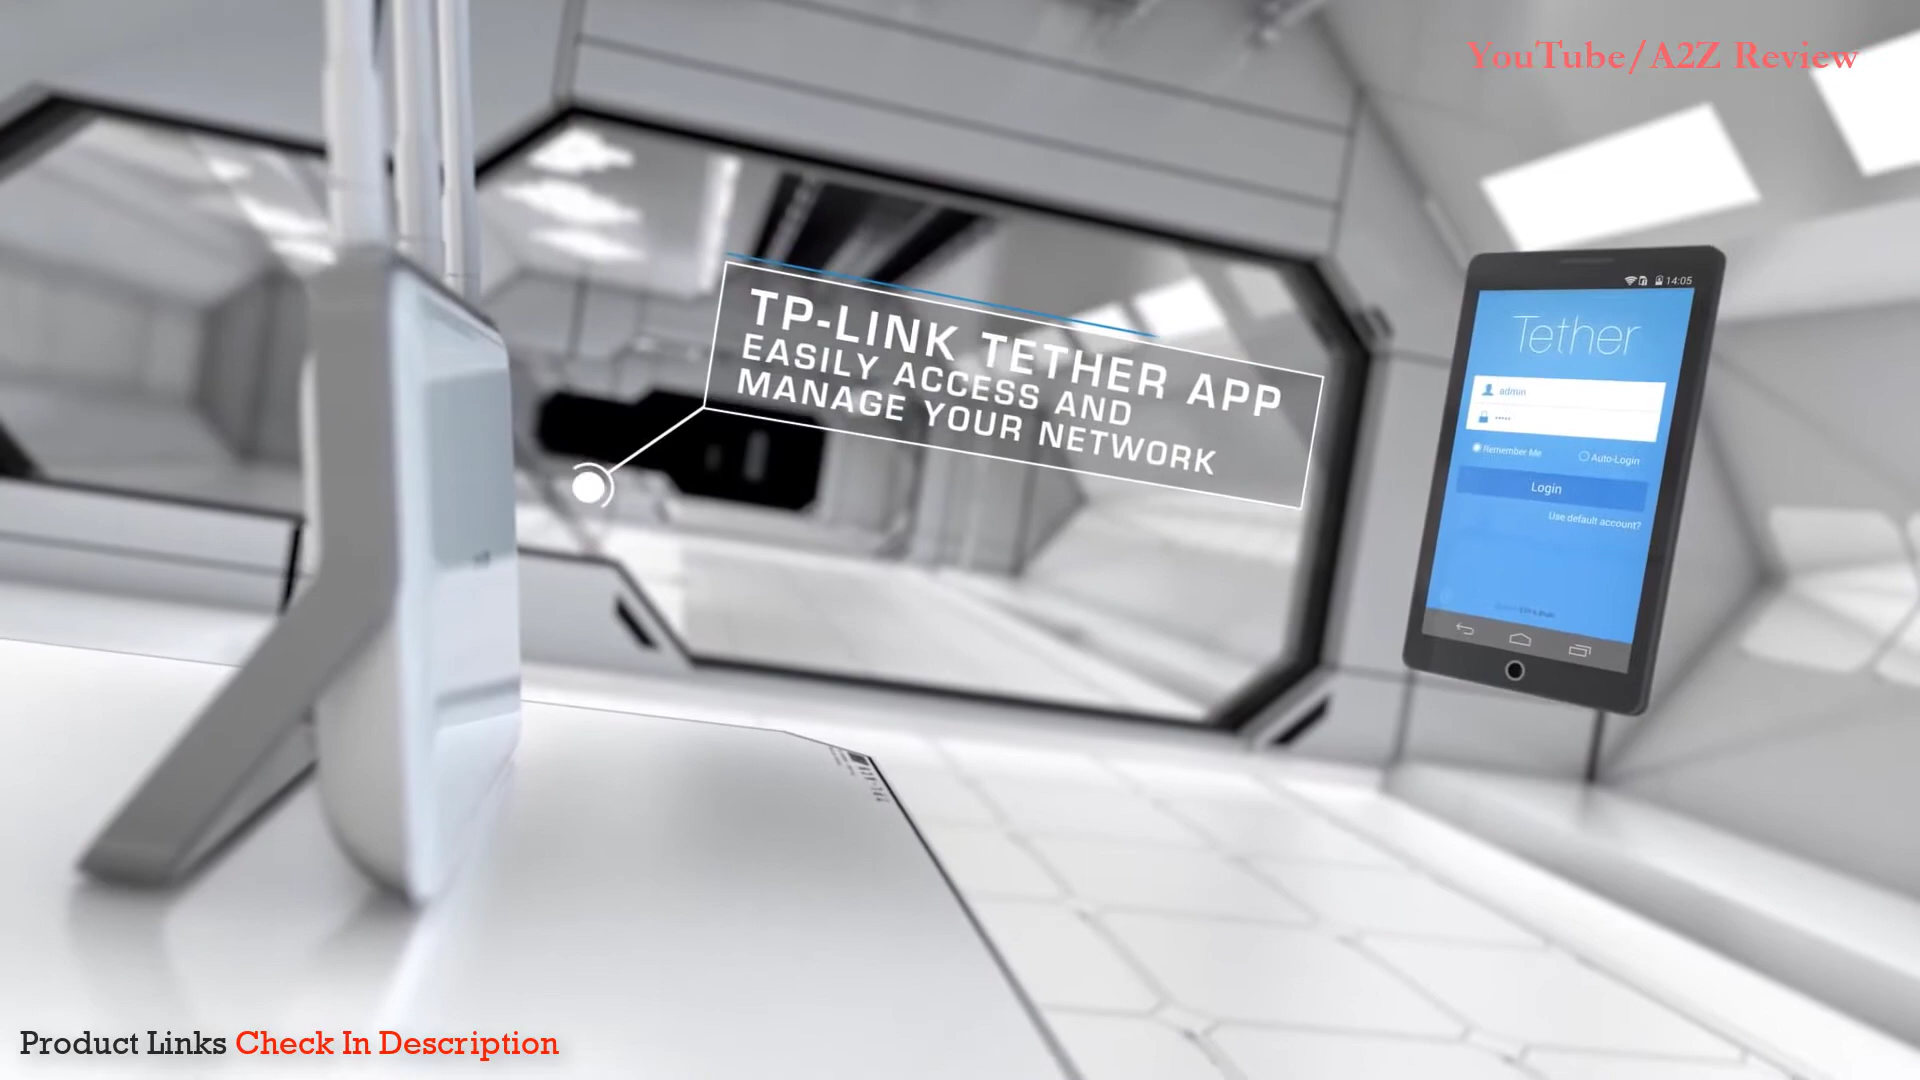 YouTube/A2Z Review
TP-LINK TETHER APP
EASILY ACCESS AND
MANAGE YOUR NETWORK
14:05
Tether
admin
•••••
Remember Me
Auto-Login
Login
Use default account?
Product Links Check In Description